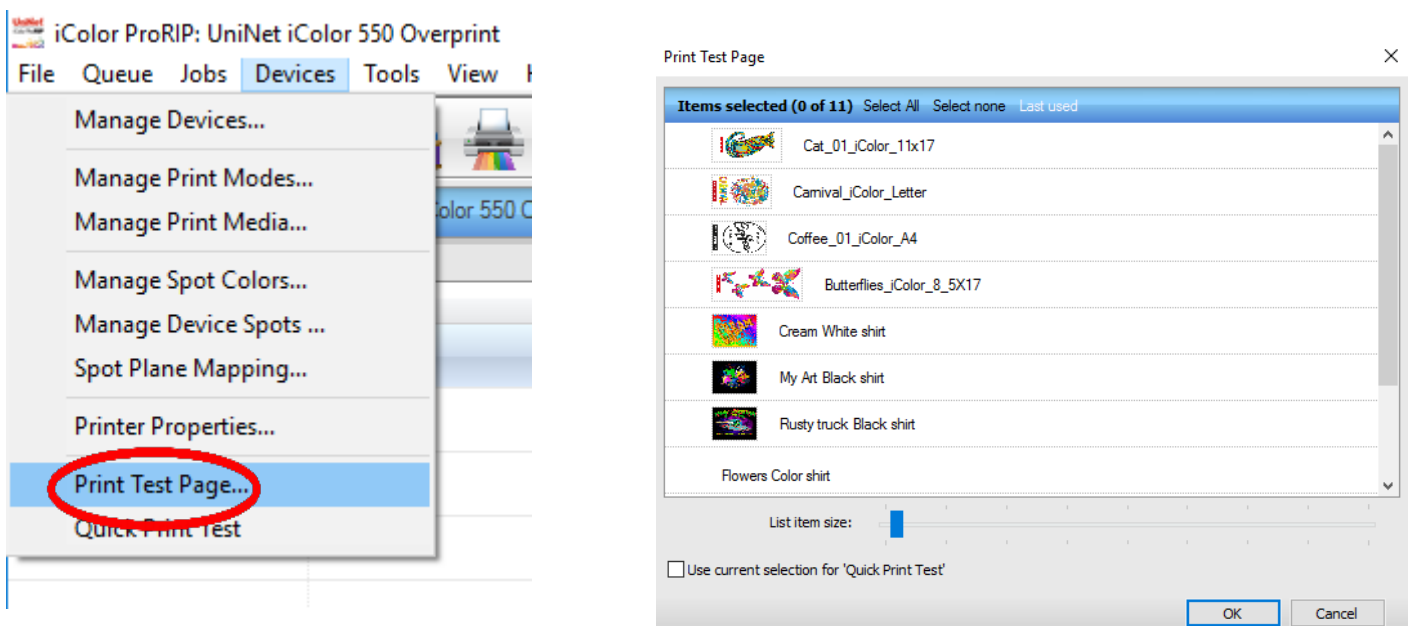 iColor ProRIP: UniNet iColor 550 Overprint
File Queue Jobs Devices Tools View
Manage Devices...
Manage Print Modes...
Manage Print Media...
Color 550
Manage Spot Colors...
Manage Device Spots ...
Spot Plane Mapping...
Printer Properties...
Print Test Page...
Quick Print Test
Print Test Page
Items selected (0 of 11) Select All Select none Last used
Cat_01_iColor_11x17
Carnival_iColor_Letter
Coffee_01_iColor_A4
Butterflies_iColor_8_5X17
Cream White shirt
My Art Black shirt
Rusty truck Black shirt
Flowers Color shirt
List item size:
Use current selection for 'Quick Print Test'
OK Cancel